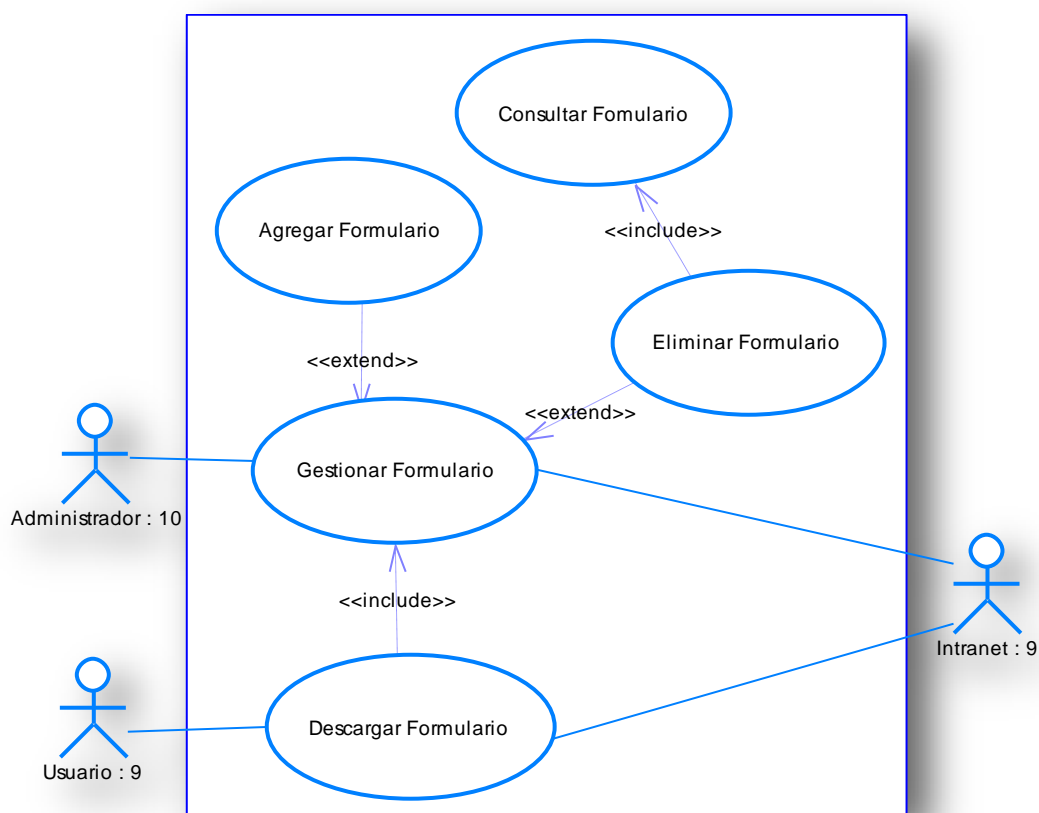 Consultar Fomulario
Agregar Formulario
<<include>>
Eliminar Formulario
<<extend>>
<<extend>>
Gestionar Formulario
Administrador : 10
<<include>>
Intranet : 9
Descargar Formulario
Usuario : 9